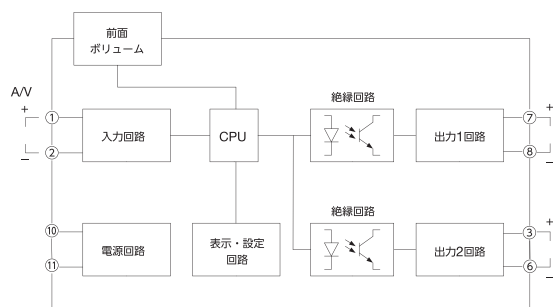 前面
ボリューム
A/V
+
①
−
②
入力回路
CPU
絶縁回路
出力1回路
⑦
+
⑧
−
⑩
⑪
電源回路
表示・設定
回路
絶縁回路
出力2回路
③
+
⑥
−